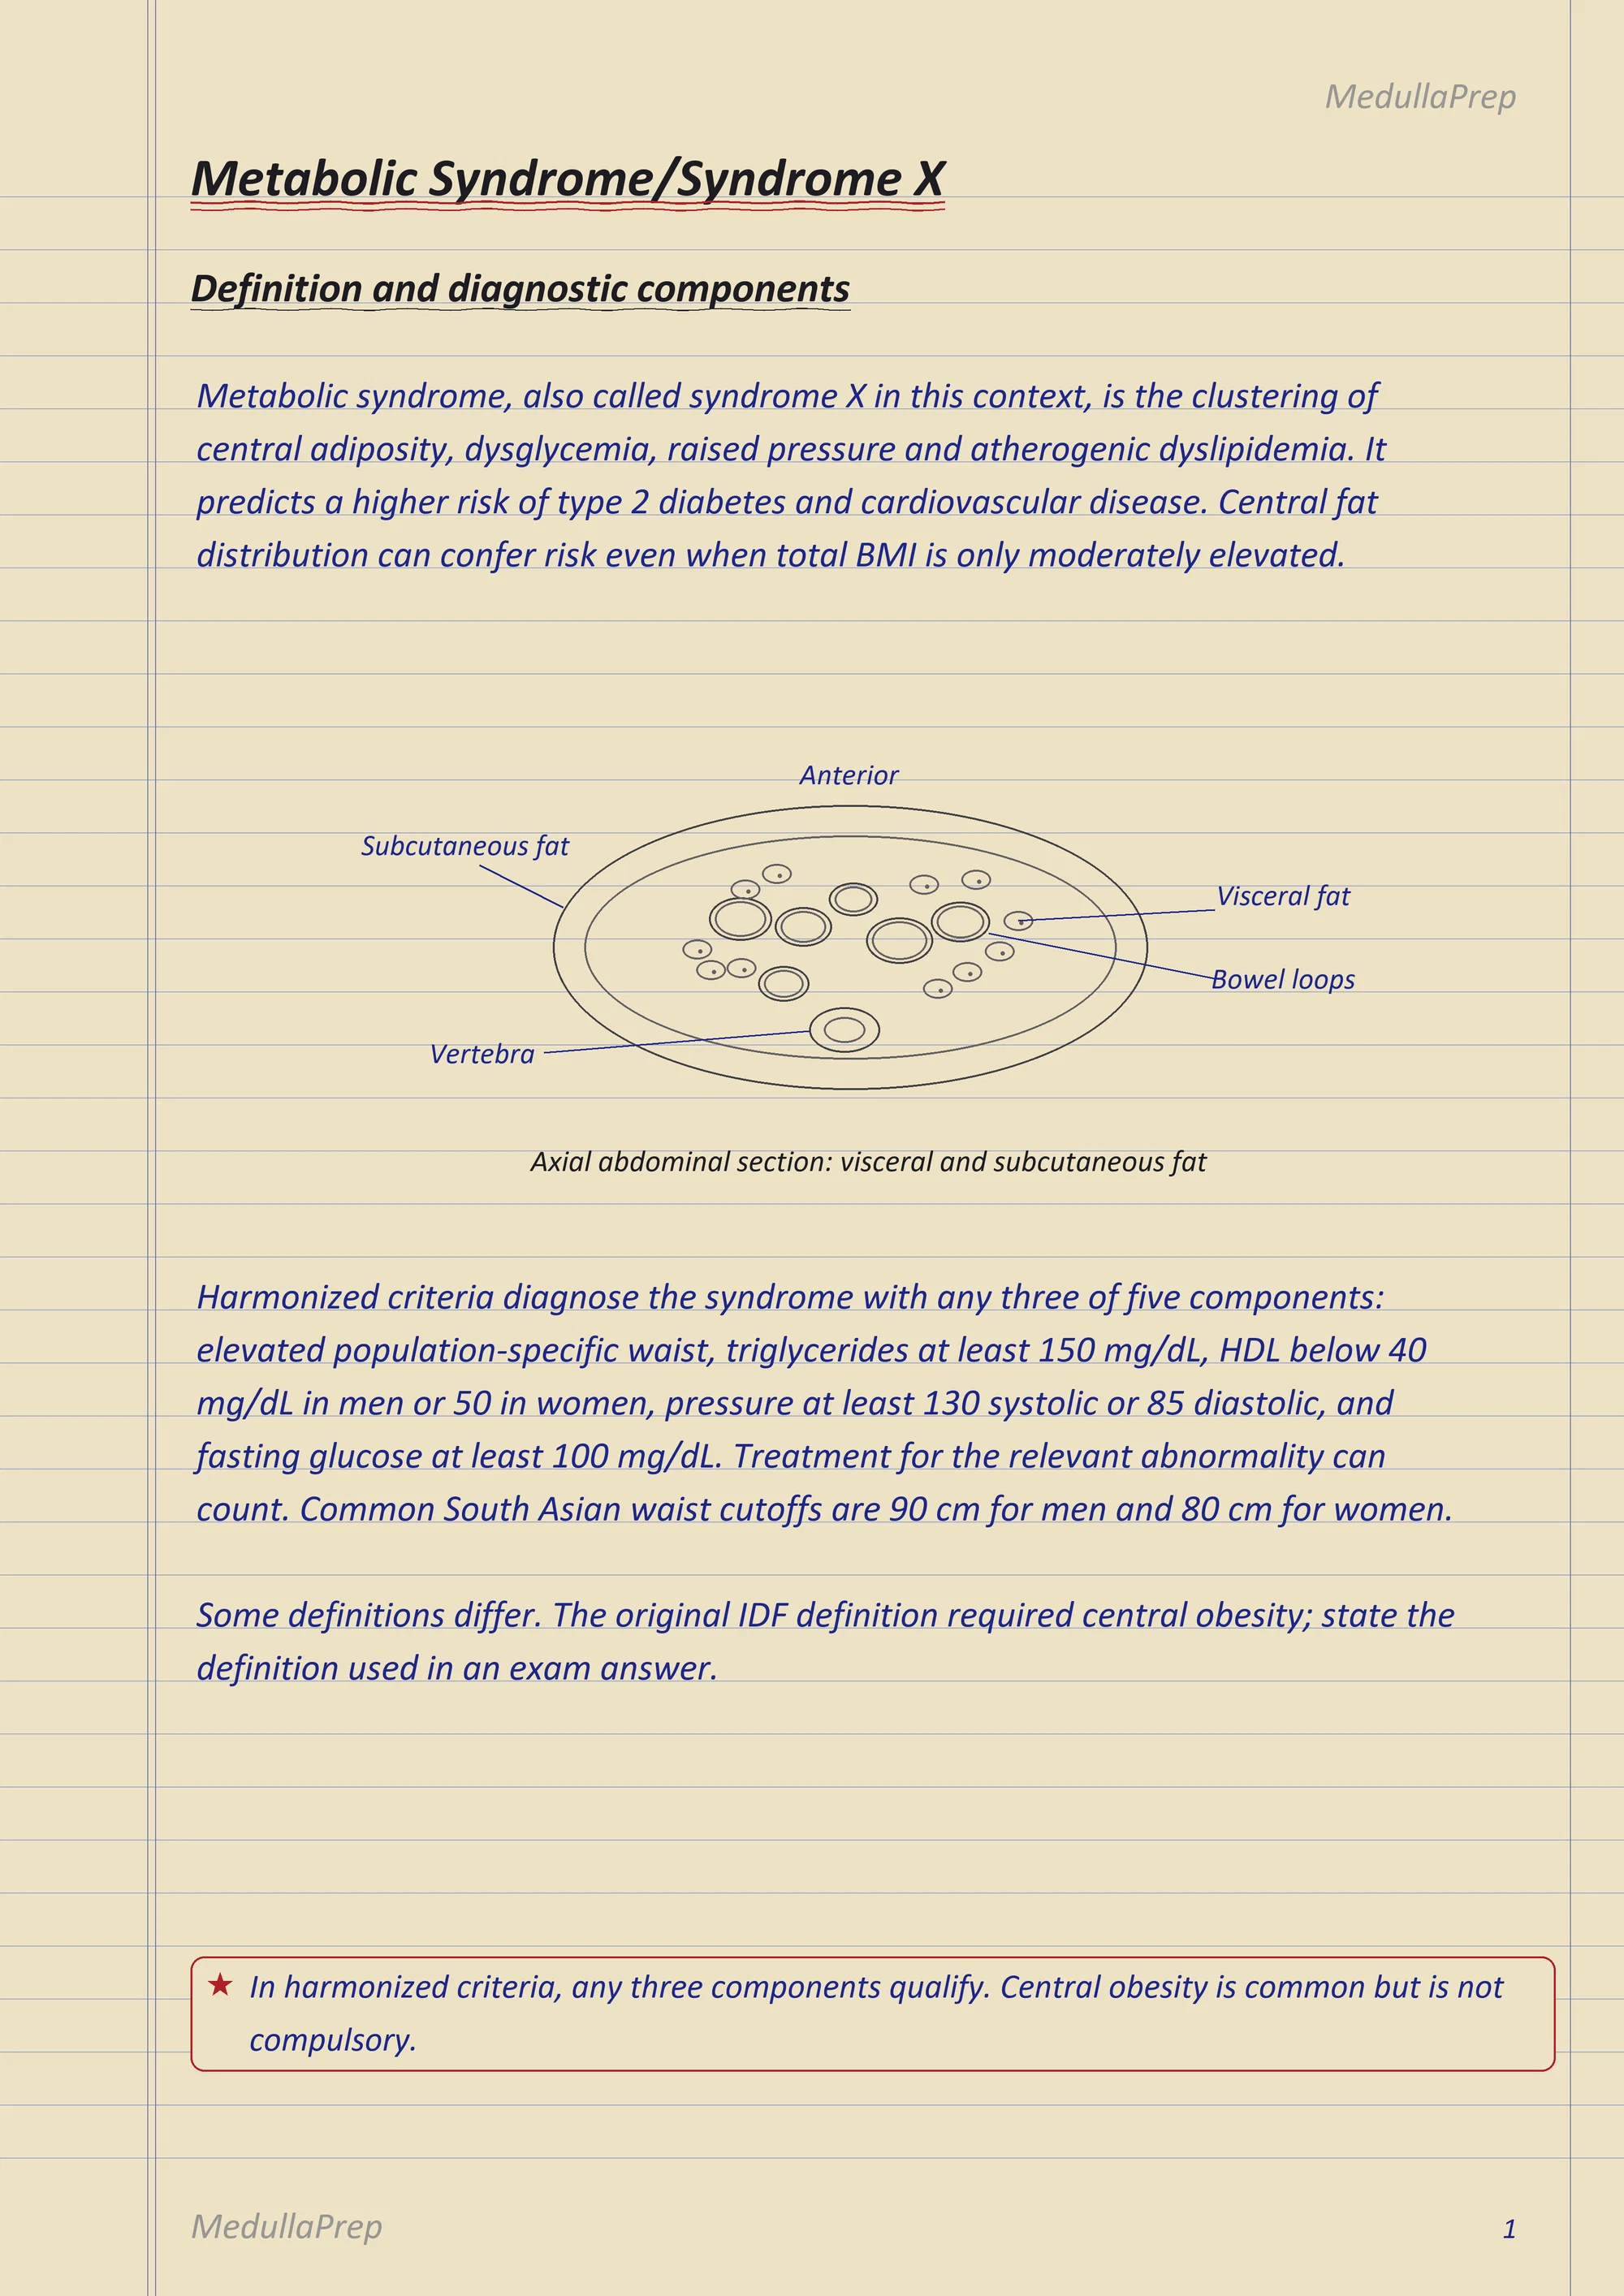 MedullaPrep
Metabolic Syndrome/Syndrome X
Definition and diagnostic components
Metabolic syndrome, also called syndrome X in this context, is the clustering of
central adiposity, dysglycemia, raised pressure and atherogenic dyslipidemia. It
predicts a higher risk of type 2 diabetes and cardiovascular disease. Central fat
distribution can confer risk even when total BMI is only moderately elevated.
Anterior
Subcutaneous fat
Visceral fat
Bowel loops
Vertebra
Axial abdominal section: visceral and subcutaneous fat
Harmonized criteria diagnose the syndrome with any three of five components:
elevated population-specific waist, triglycerides at least 150 mg/dL, HDL below 40
mg/dL in men or 50 in women, pressure at least 130 systolic or 85 diastolic, and
fasting glucose at least 100 mg/dL. Treatment for the relevant abnormality can
count. Common South Asian waist cutoffs are 90 cm for men and 80 cm for women.
Some definitions differ. The original IDF definition required central obesity; state the
definition used in an exam answer.
★ In harmonized criteria, any three components qualify. Central obesity is common but is not
compulsory.
MedullaPrep
1